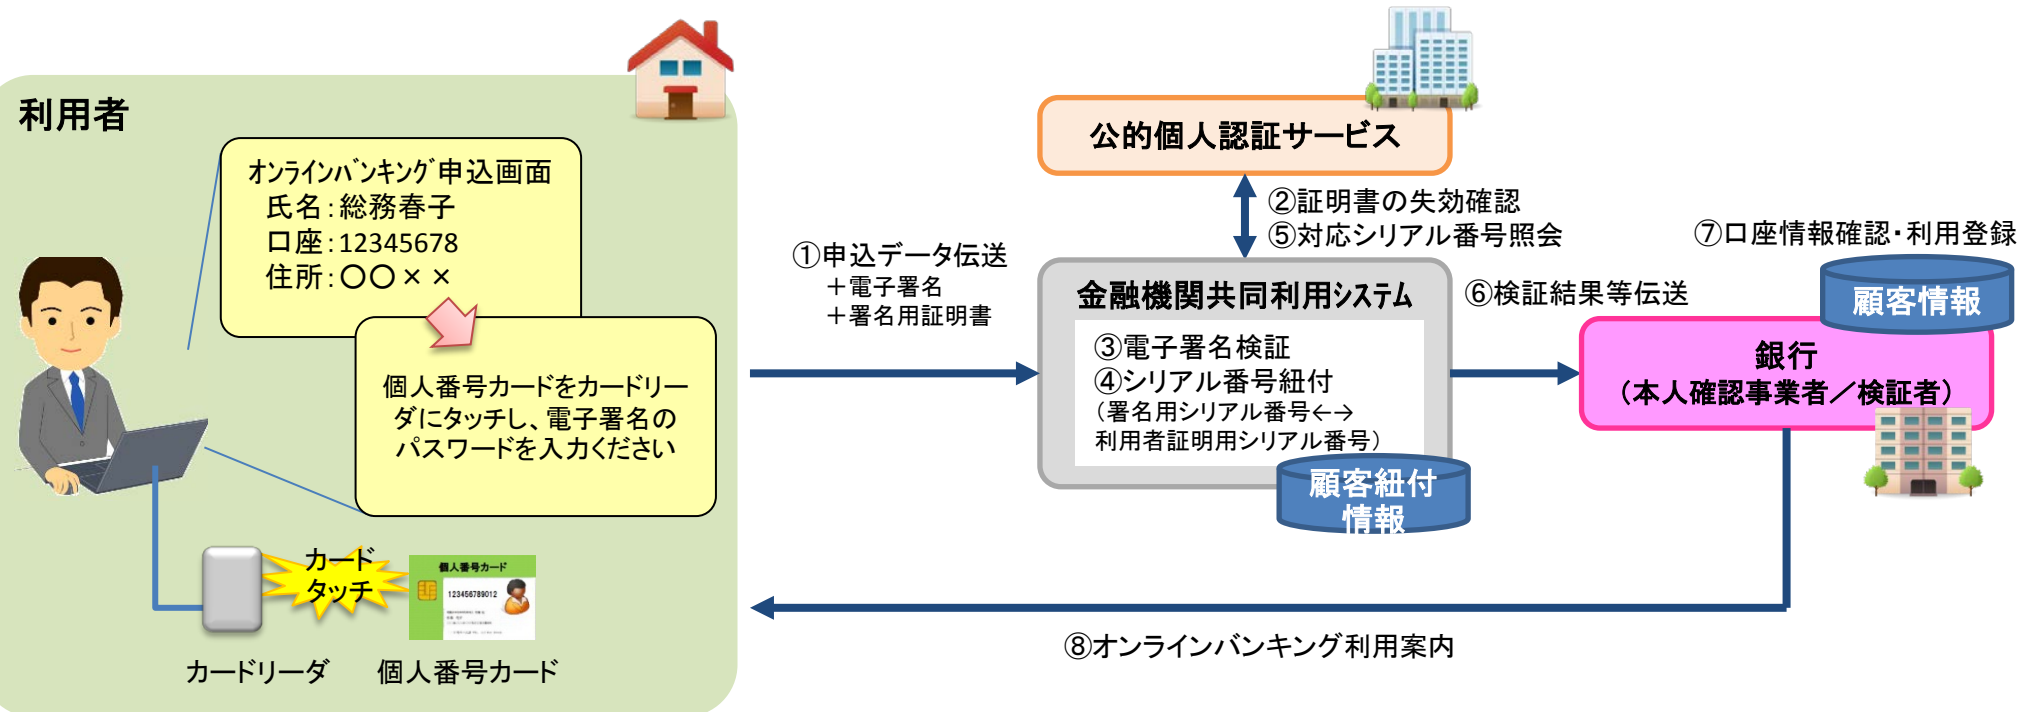 利用者
オンラインバンキング申込画面
氏名：総務春子
口座：12345678
住所：〇〇××
個人番号カードをカードリー
ダにタッチし、電子署名の
パスワードを入力ください
カード
タッチ
個人番号カード
123456789012
カードリーダ
個人番号カード
①申込データ伝送
＋電子署名
＋署名用証明書
公的個人認証サービス
②証明書の失効確認
⑤対応シリアル番号照会
金融機関共同利用システム
③電子署名検証
④シリアル番号紐付
（署名用シリアル番号←→
利用者証明用シリアル番号）
顧客紐付
情報
⑥検証結果等伝送
⑦口座情報確認・利用登録
顧客情報
銀行
（本人確認事業者／検証者）
⑧オンラインバンキング利用案内